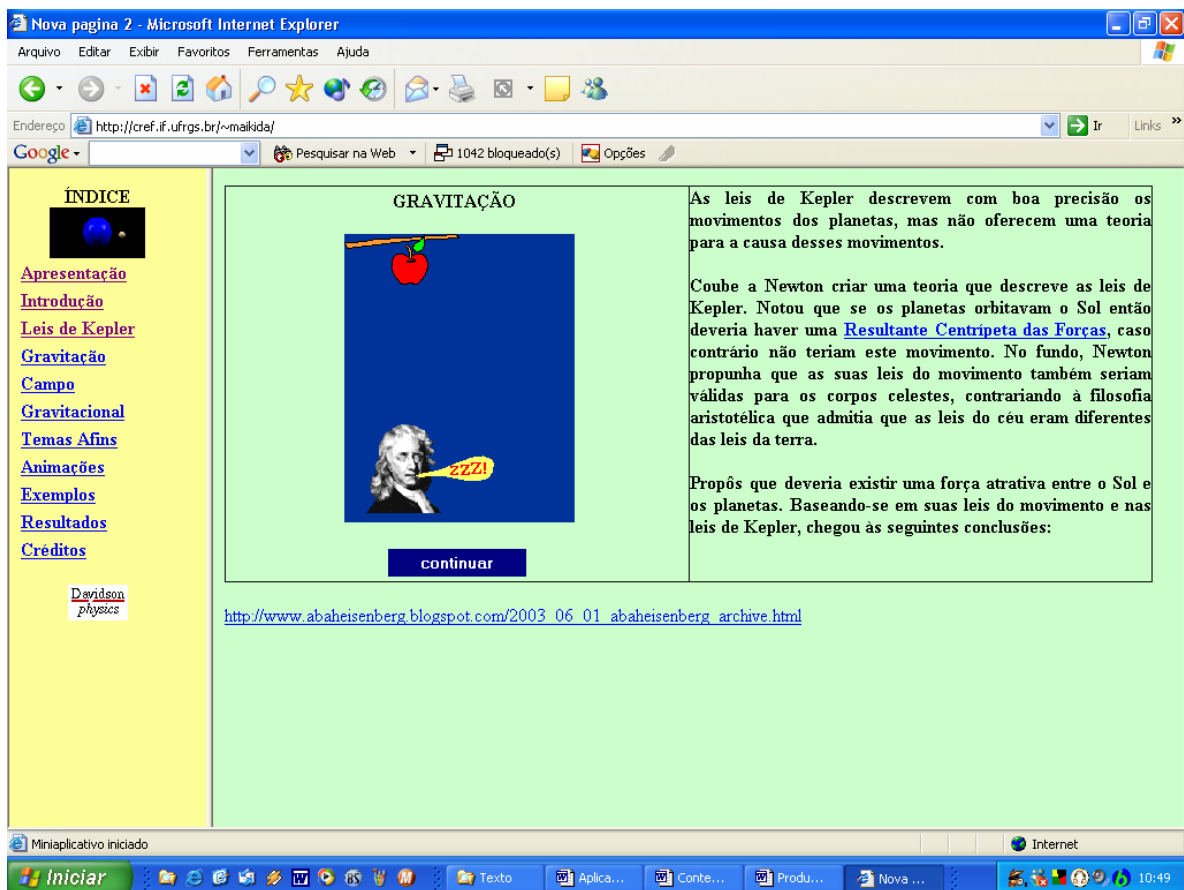 Nova pagina 2 - Microsoft Internet Explorer
Arquivo Editar Exibir Favoritos Ferramentas Ajuda
Endereço http://cref.if.ufrgs.br/~maikida/ Ir Links »
Google Pesquisar na Web 1042 bloqueado(s) Opções
ÍNDICE
Apresentação
Introdução
Leis de Kepler
Gravitação
Campo
Gravitacional
Temas Afins
Animações
Exemplos
Resultados
Créditos
Davidson
physics
GRAVITAÇÃO
zzZ!
continuar
As leis de Kepler descrevem com boa precisão os
movimentos dos planetas, mas não oferecem uma teoria
para a causa desses movimentos.
Coube a Newton criar uma teoria que descreve as leis de
Kepler. Notou que se os planetas orbitavam o Sol então
deveria haver uma Resultante Centrípeta das Forças, caso
contrário não teriam este movimento. No fundo, Newton
propunha que as suas leis do movimento também seriam
válidas para os corpos celestes, contrariando à filosofia
aristotélica que admitia que as leis do céu eram diferentes
das leis da terra.
Propôs que deveria existir uma força atrativa entre o Sol e
os planetas. Baseando-se em suas leis do movimento e nas
leis de Kepler, chegou às seguintes conclusões:
http://www.abaheisenberg.blogspot.com/2003_06_01_abaheisenberg_archive.html
Miniaplicativo iniciado Internet
Iniciar Texto Aplica... Conte... Produ... Nova ... 10:49